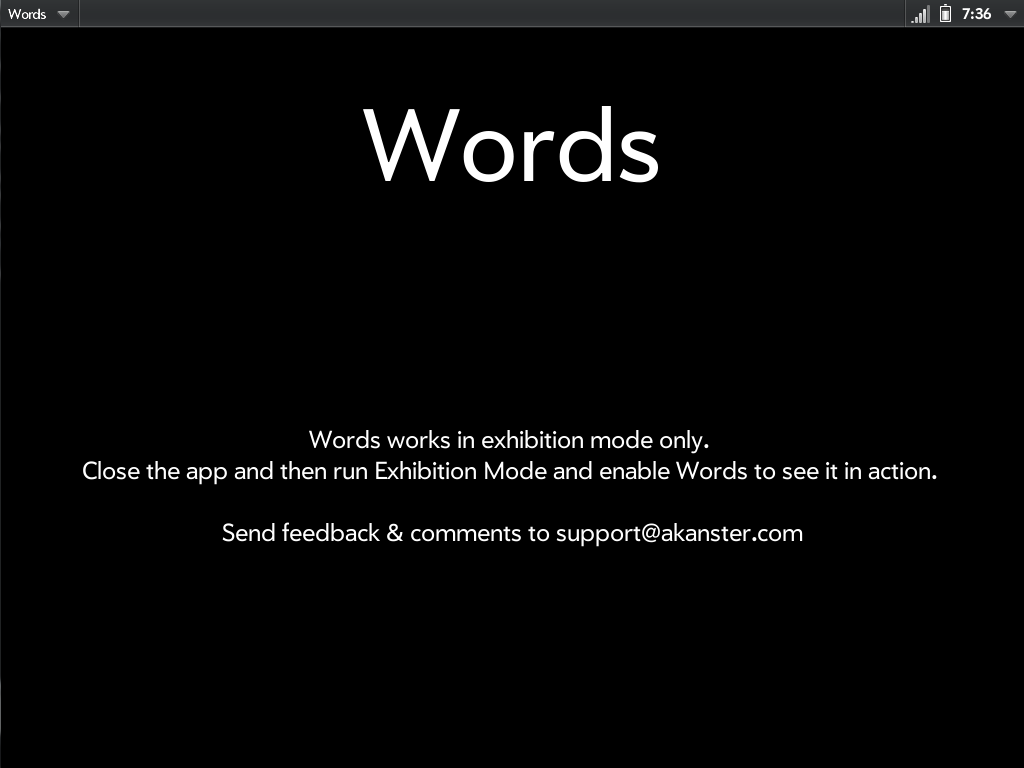 Words
7:36
Words
Words works in exhibition mode only.
Close the app and then run Exhibition Mode and enable Words to see it in action.
Send feedback & comments to support@akanster.com